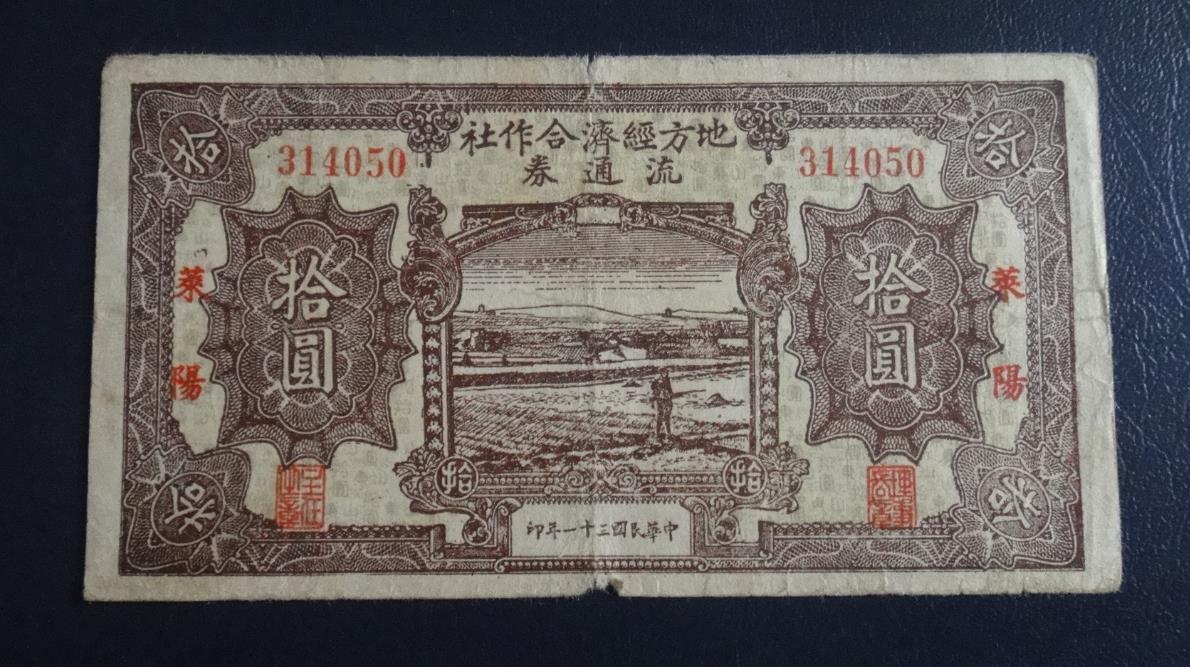 地方經濟合作社
流通券
拾
拾
314050
314050
萊陽
萊陽
拾圓
拾圓
拾
拾
拾
拾
中華民國三十一年印